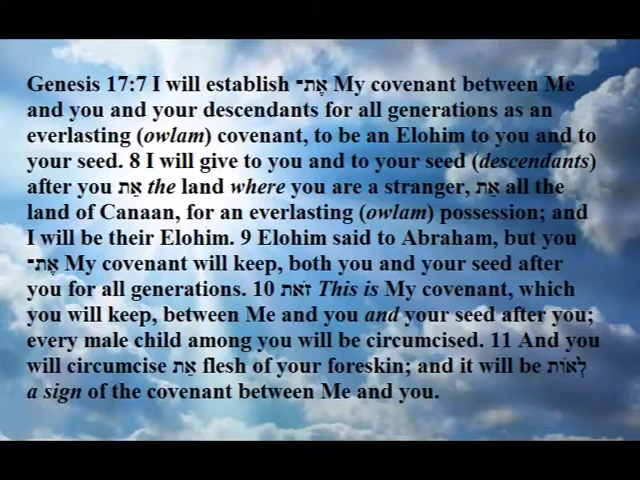 Genesis 17:7 I will establish אֶת־ My covenant between Me
and you and your descendants for all generations as an
everlasting (owlam) covenant, to be an Elohim to you and to
your seed. 8 I will give to you and to your seed (descendants)
after you אֵת the land where you are a stranger, אֵת all the
land of Canaan, for an everlasting (owlam) possession; and
I will be their Elohim. 9 Elohim said to Abraham, but you
אֶת־ My covenant will keep, both you and your seed after
you for all generations. 10 זֹאת This is My covenant, which
you will keep, between Me and you and your seed after you;
every male child among you will be circumcised. 11 And you
will circumcise אֵת flesh of your foreskin; and it will be לְאוֹת
a sign of the covenant between Me and you.